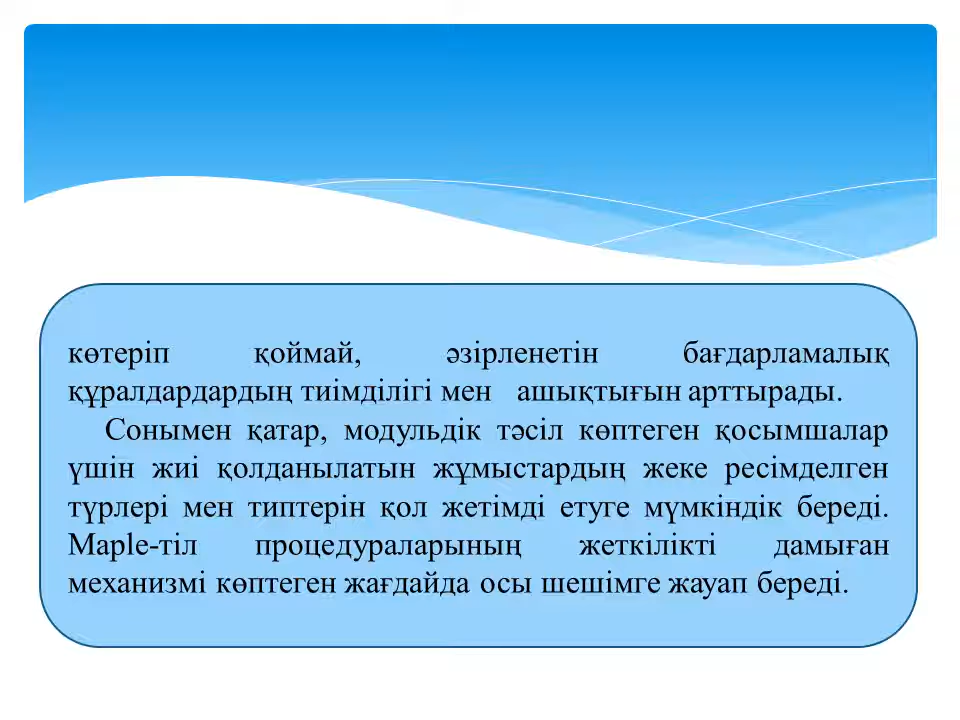 көтеріп қоймай, әзірленетін бағдарламалық
құралдардардың тиімділігі мен ашықтығын арттырады.
Сонымен қатар, модульдік тәсіл көптеген қосымшалар
үшін жиі қолданылатын жұмыстардың жеке ресімделген
түрлері мен типтерін қол жетімді етуге мүмкіндік береді.
Maple-тіл процедураларының жеткілікті дамыған
механизмі көптеген жағдайда осы шешімге жауап береді.